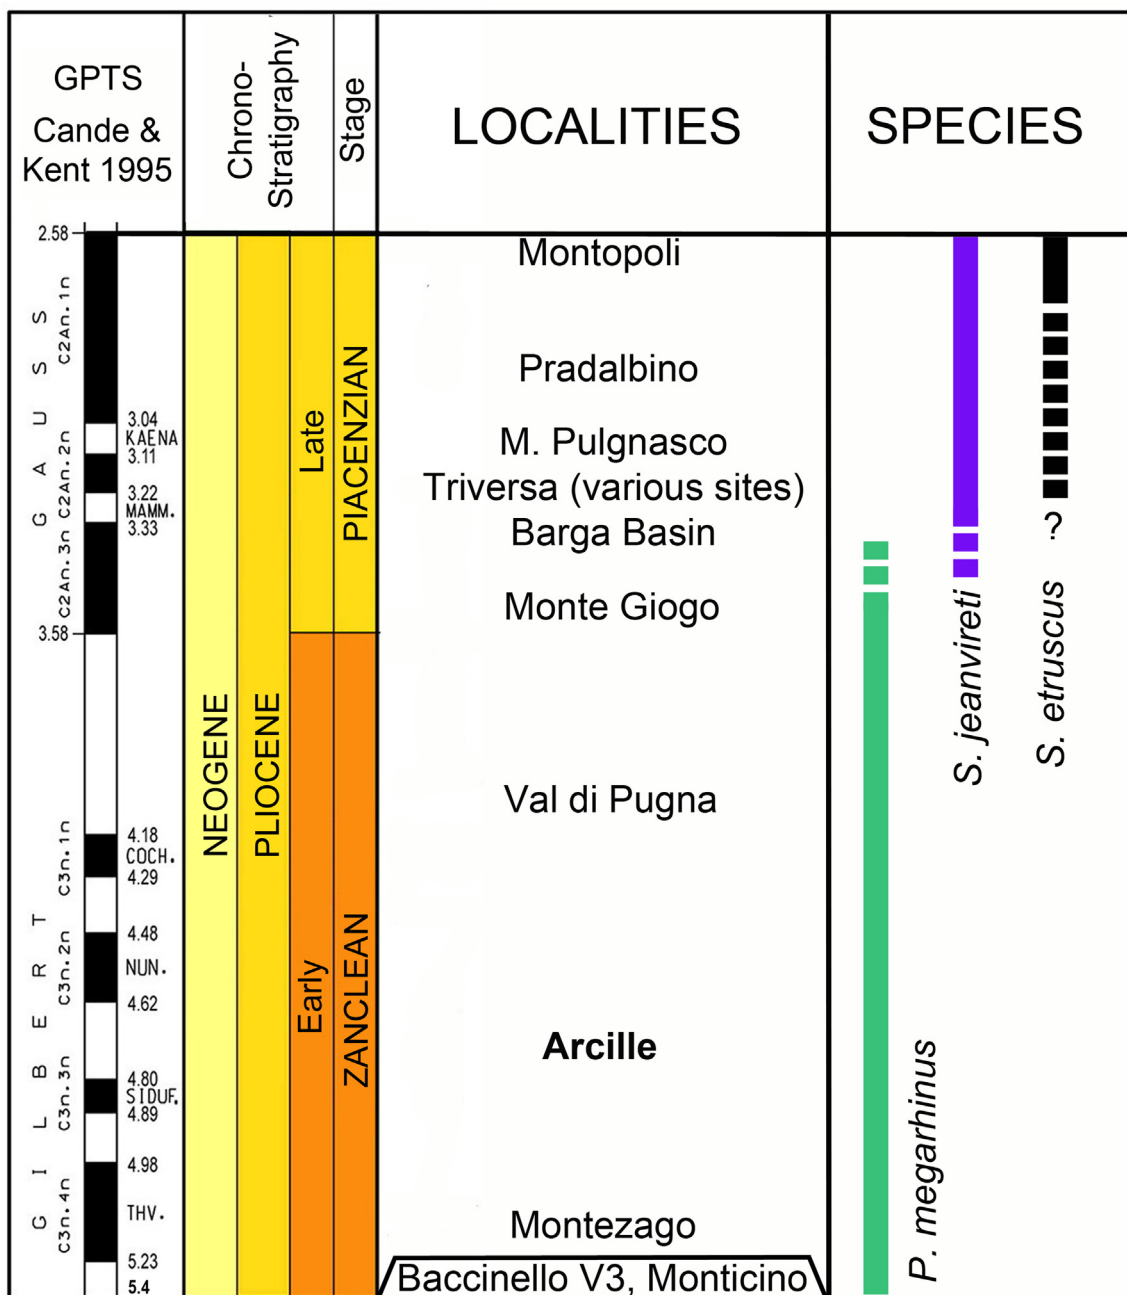 GPTS
Cande &
Kent 1995
Chrono-
Stratigraphy
Stage
LOCALITIES
SPECIES
2.58
3.04
KAENA
3.11
3.22
MAMM.
3.33
3.58
4.18
COCH.
4.29
4.48
NUN.
4.62
4.80
SIDUF.
4.89
4.98
THV.
5.23
5.4
GAUSS
GILBERT
C2An.1n
C2An.2n
C2An.3n
C3n.1n
C3n.2n
C3n.3n
C3n.4n
NEOGENE
PLIOCENE
Late
Early
PIACENZIAN
ZANCLEAN
Montopoli
Pradalbino
M. Pulgnasco
Triversa (various sites)
Barga Basin
Monte Giogo
Val di Pugna
Arcille
Montezago
Baccinello V3, Monticino
P. megarhinus
S. jeanvireti
?
S. etruscus